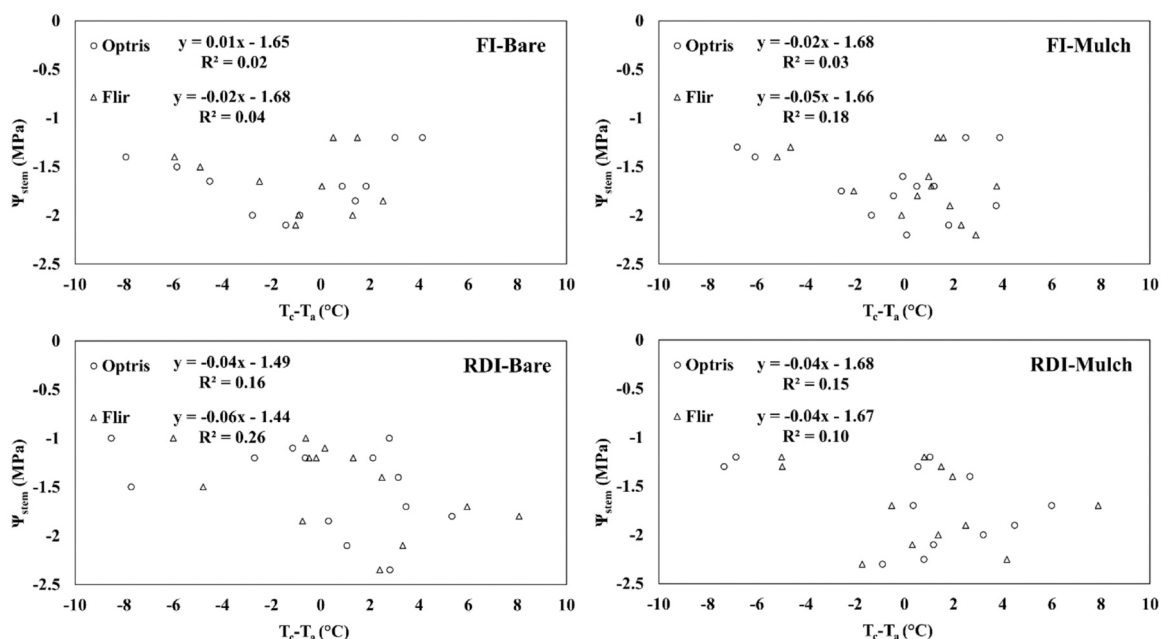 0
-0.5
-1
-1.5
-2
-2.5
Ψstem (MPa)
○ Optris y = 0.01x - 1.65
R² = 0.02
△ Flir y = -0.02x - 1.68
R² = 0.04
FI-Bare
-10 -8 -6 -4 -2 0 2 4 6 8 10
Tc-Ta (°C)
0
-0.5
-1
-1.5
-2
-2.5
Ψstem (MPa)
○ Optris y = -0.02x - 1.68
R² = 0.03
△ Flir y = -0.05x - 1.66
R² = 0.18
FI-Mulch
-10 -8 -6 -4 -2 0 2 4 6 8 10
Tc-Ta (°C)
0
-0.5
-1
-1.5
-2
-2.5
Ψstem (MPa)
○ Optris y = -0.04x - 1.49
R² = 0.16
△ Flir y = -0.06x - 1.44
R² = 0.26
RDI-Bare
-10 -8 -6 -4 -2 0 2 4 6 8 10
Tc-Ta (°C)
0
-0.5
-1
-1.5
-2
-2.5
Ψstem (MPa)
○ Optris y = -0.04x - 1.68
R² = 0.15
△ Flir y = -0.04x - 1.67
R² = 0.10
RDI-Mulch
-10 -8 -6 -4 -2 0 2 4 6 8 10
Tc-Ta (°C)